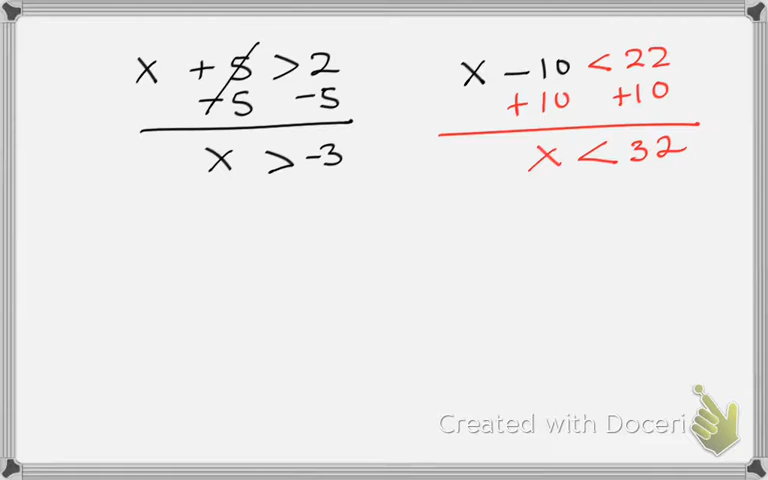 x + 5 > 2
-5 -5
x > -3
x - 10 < 22
+10 +10
x < 32
Created with Doceri